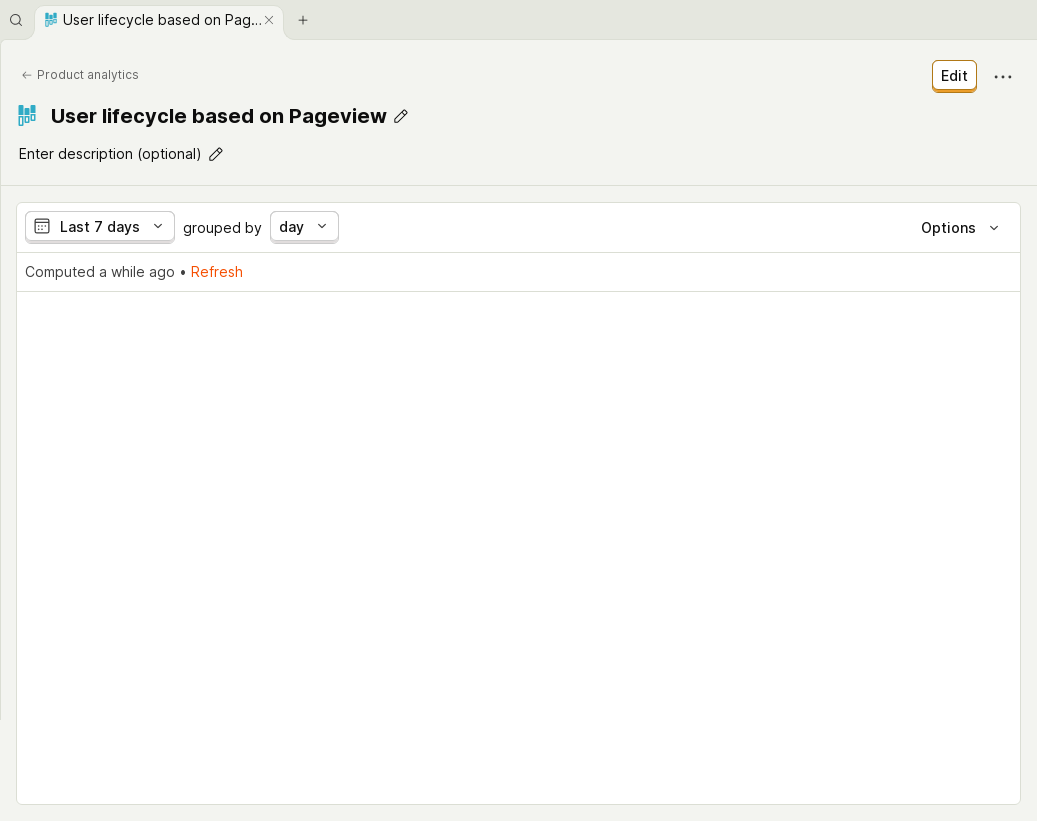 User lifecycle based on Pag...
Product analytics
Edit
User lifecycle based on Pageview
Enter description (optional)
Last 7 days grouped by day Options
Computed a while ago • Refresh